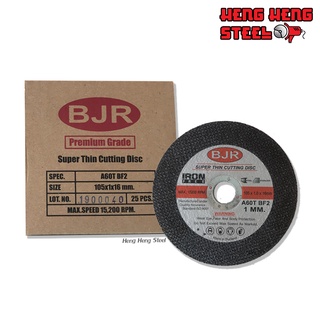 HENG HENG
STEEL
BJR
Premium Grade
Super Thin Cutting Disc
SPEC. A60T BF2
SIZE 105x1x16 mm.
LOT. NO. 1900040 25 PCS.
MAX.SPEED 15,200 RPM.
Heng Heng Steel
BJR
SUPER THIN CUTTING DISC
IRON
FREE
A60T BF2
1 MM.